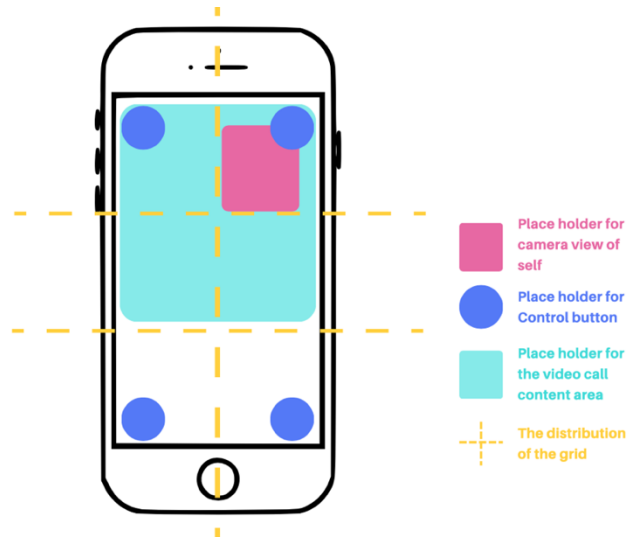 Place holder for
camera view of
self
Place holder for
Control button
Place holder for
the video call
content area
The distribution
of the grid